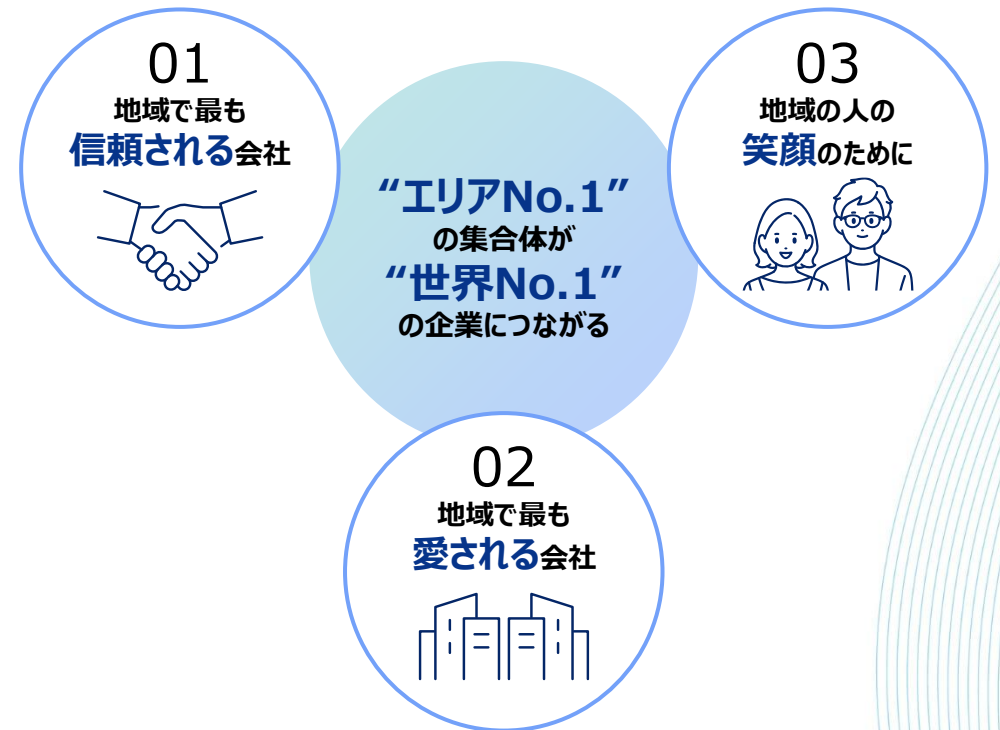 01
地域で最も
信頼される会社
“エリアNo.1”
の集合体が
“世界No.1”
の企業につながる
03
地域の人の
笑顔のために
02
地域で最も
愛される会社